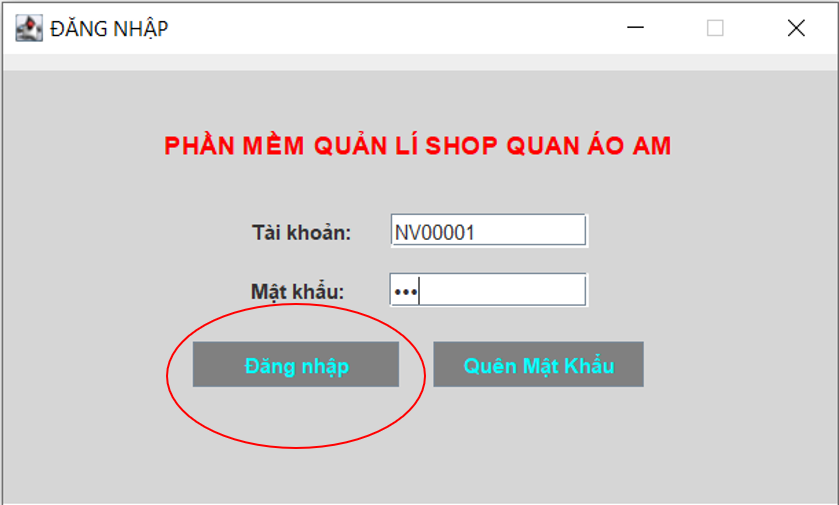 ĐĂNG NHẬP
PHẦN MỀM QUẢN LÍ SHOP QUAN ÁO AM
Tài khoản: NV00001
Mật khẩu: •••
Đăng nhập Quên Mật Khẩu